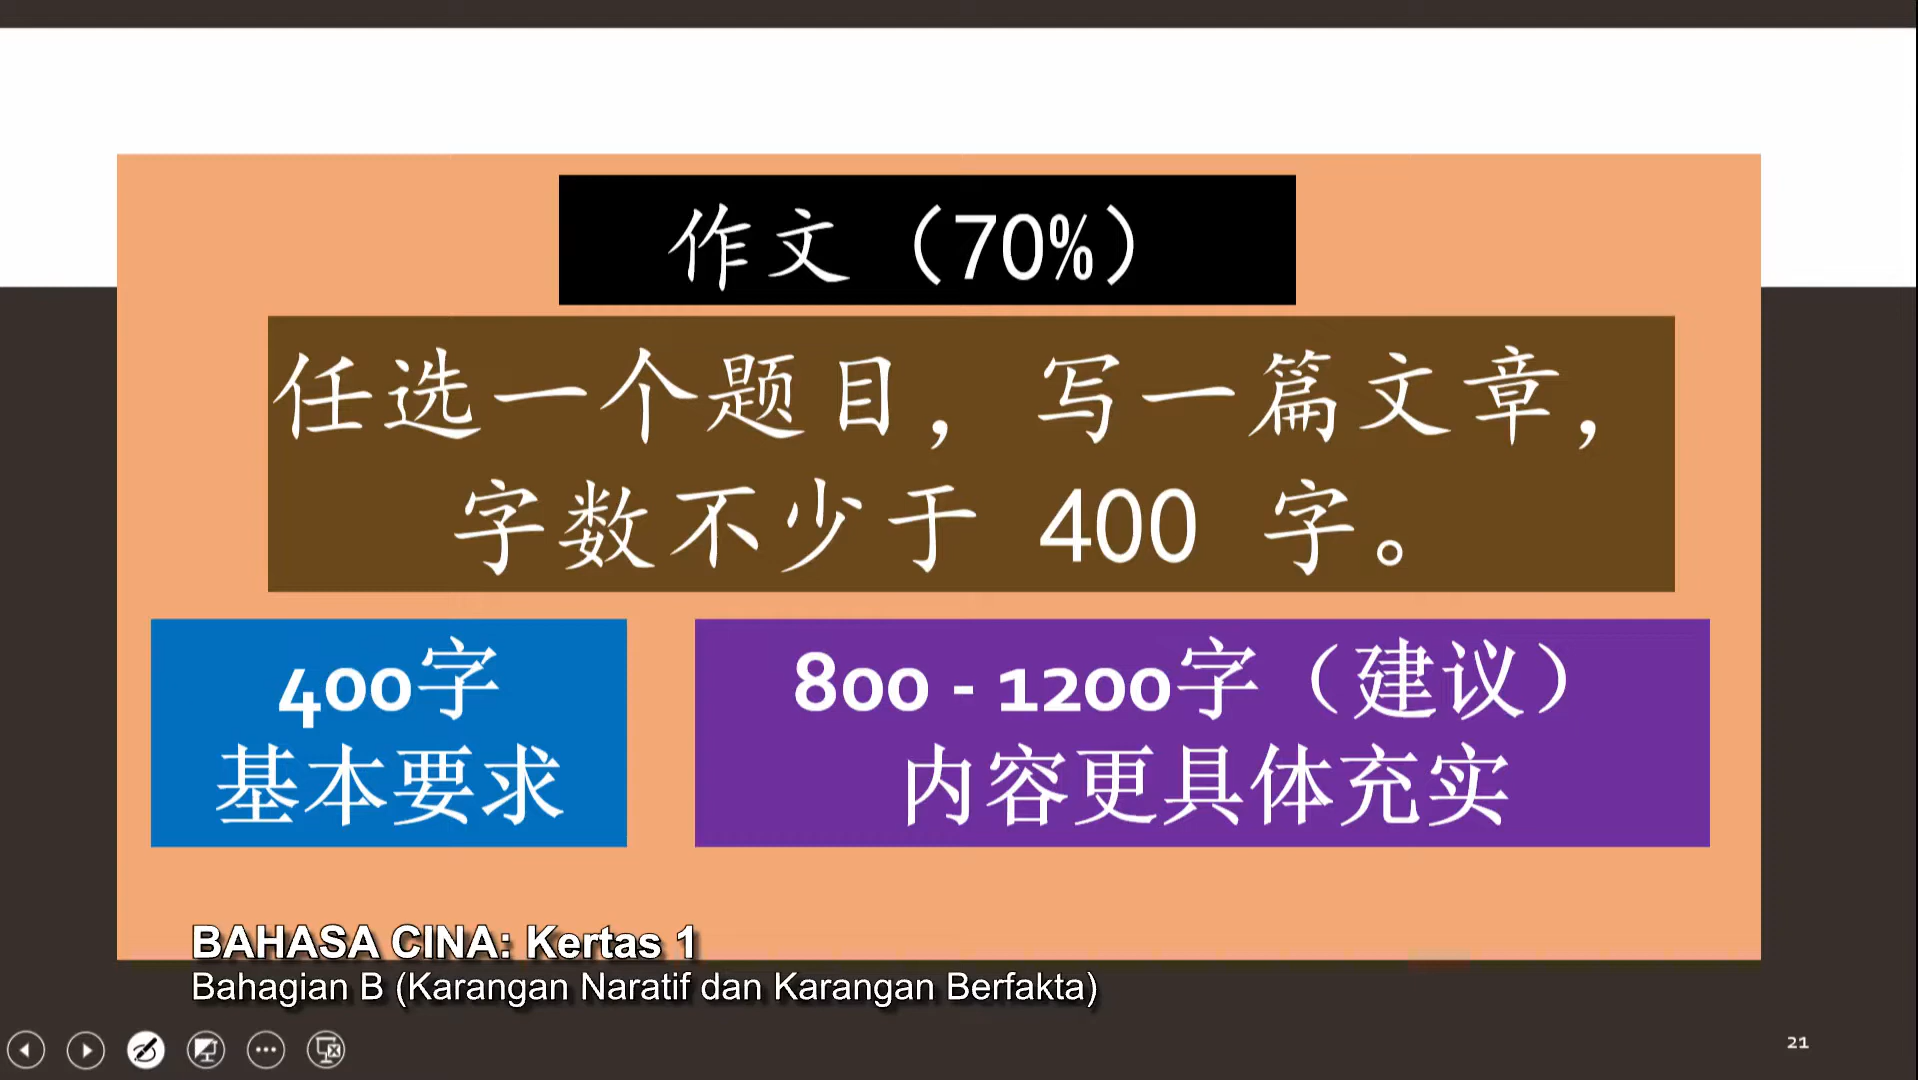 作文（70%）
任选一个题目，写一篇文章，
字数不少于 400 字。
400字
基本要求
800 - 1200字（建议）
内容更具体充实
BAHASA CINA: Kertas 1
Bahagian B (Karangan Naratif dan Karangan Berfakta)
21